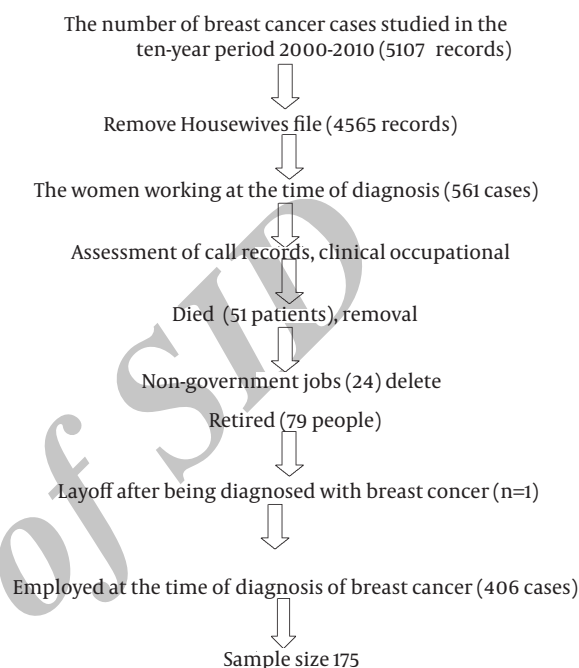 The number of breast cancer cases studied in the
ten-year period 2000-2010 (5107 records)
Remove Housewives file (4565 records)
The women working at the time of diagnosis (561 cases)
Assessment of call records, clinical occupational
Died (51 patients), removal
Non-government jobs (24) delete
Retired (79 people)
Layoff after being diagnosed with breast concer (n=1)
Employed at the time of diagnosis of breast cancer (406 cases)
Sample size 175
of SID